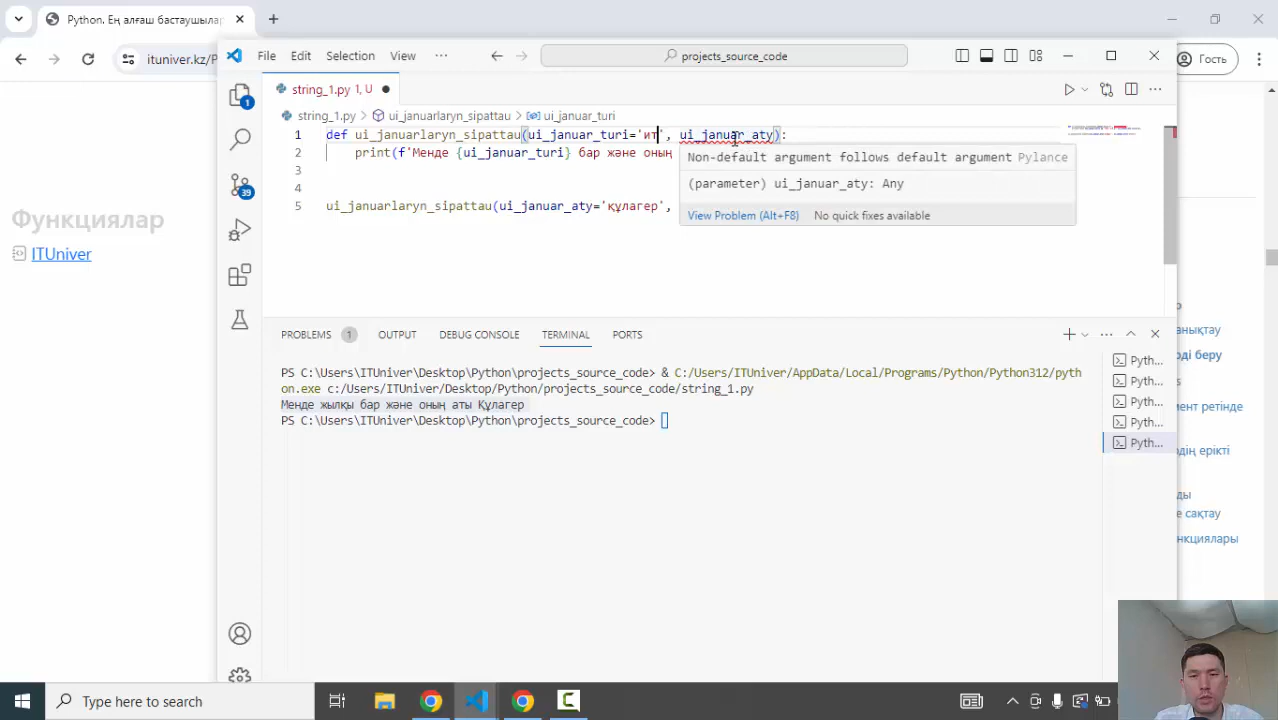 Python. Ең алғаш бастаушылар
ituniver.kz/P
Гость
File Edit Selection View ···
projects_source_code
string_1.py 1, U
string_1.py > ui_januarlaryn_sipattau > ui_januar_turi
1 def ui_januarlaryn_sipattau(ui_januar_turi='ит', ui_januar_aty):
2 print(f'Менде {ui_januar_turi} бар және оның
3
4
5 ui_januarlaryn_sipattau(ui_januar_aty='құлагер',
Non-default argument follows default argument Pylance
(parameter) ui_januar_aty: Any
View Problem (Alt+F8) No quick fixes available
1
39
Функциялар
ITUniver
PROBLEMS 1 OUTPUT DEBUG CONSOLE TERMINAL PORTS
PS C:\Users\ITUniver\Desktop\Python\projects_source_code> & C:/Users/ITUniver/AppData/Local/Programs/Python/Python312/pyth
on.exe c:/Users/ITUniver/Desktop/Python/projects_source_code/string_1.py
Менде жылқы бар және оның аты Құлагер
PS C:\Users\ITUniver\Desktop\Python\projects_source_code>
Pyth...
Pyth...
Pyth...
Pyth...
Pyth...
р
нықтау
рді беру
мент ретінде
рдің ерікті
ды
е сақтау
нкциялары
Type here to search